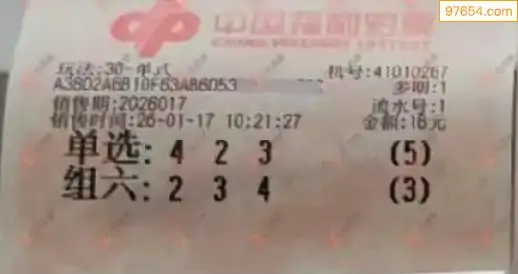 97654.com
中国福利彩票
CHINA WELFARE LOTTERY
玩法:3D-单式
机号:41010267
多期:1
销售期:2026017
流水号:1
销售时间:26-01-17 10:21:27
金额:16元
单选: 4 2 3 (5)
组六: 2 3 4 (3)